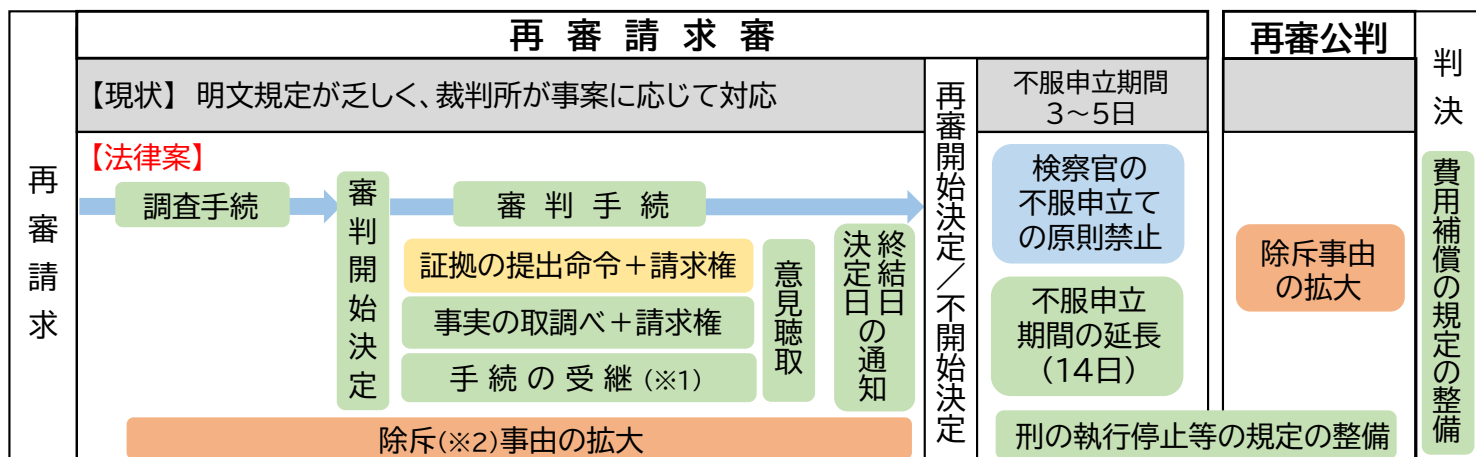 再審請求
再審請求審
【現状】 明文規定が乏しく、裁判所が事案に応じて対応
【法律案】
調査手続
審判開始決定
審判手続
証拠の提出命令＋請求権
事実の取調べ＋請求権
手続の受継(※1)
意見聴取
終結日
決定日の通知
除斥(※2)事由の拡大
再審開始決定／不開始決定
不服申立期間
3～5日
検察官の
不服申立て
の原則禁止
不服申立
期間の延長
（14日）
再審公判
除斥事由
の拡大
刑の執行停止等の規定の整備
判決
費用補償の規定の整備